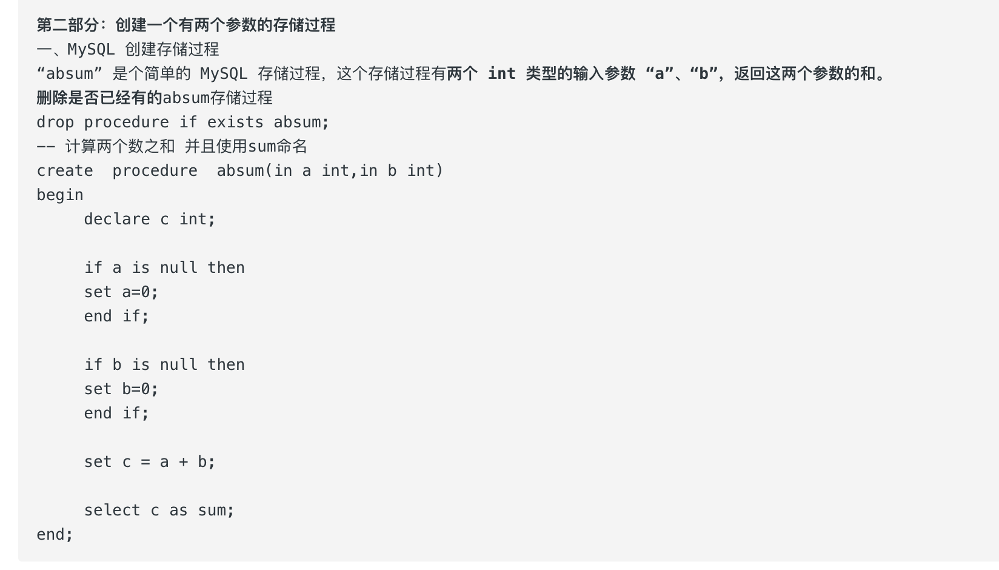 第二部分：创建一个有两个参数的存储过程
一、MySQL 创建存储过程
“absum” 是个简单的 MySQL 存储过程，这个存储过程有两个 int 类型的输入参数 “a”、“b”，返回这两个参数的和。
删除是否已经有的absum存储过程
drop procedure if exists absum;
-- 计算两个数之和 并且使用sum命名
create  procedure  absum(in a int,in b int)
begin
     declare c int;
     if a is null then
     set a=0;
     end if;
     if b is null then
     set b=0;
     end if;
     set c = a + b;
     select c as sum;
end;